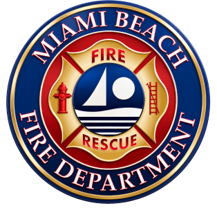 MIAMI BEACH
FIRE
RESCUE
FIRE DEPARTMENT